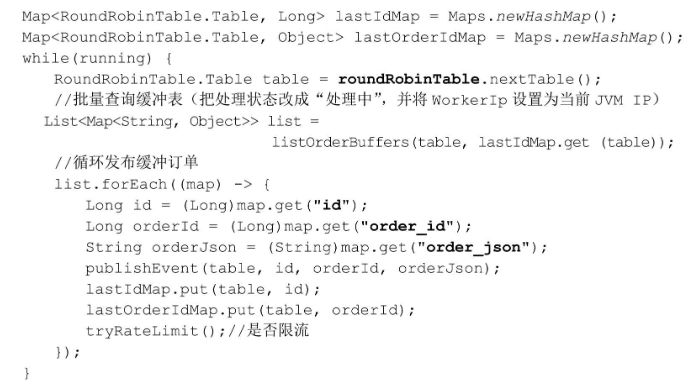 Map<RoundRobinTable.Table, Long> lastIdMap = Maps.newHashMap();
Map<RoundRobinTable.Table, Object> lastOrderIdMap = Maps.newHashMap();
while(running) {
RoundRobinTable.Table table = roundRobinTable.nextTable();
//批量查询缓冲表（把处理状态改成“处理中”，并将 WorkerIp 设置为当前 JVM IP）
List<Map<String, Object>> list =
listOrderBuffers(table, lastIdMap.get (table));
//循环发布缓冲订单
list.forEach((map) -> {
Long id = (Long)map.get("id");
Long orderId = (Long)map.get("order_id");
String orderJson = (String)map.get("order_json");
publishEvent(table, id, orderId, orderJson);
lastIdMap.put(table, id);
lastOrderIdMap.put(table, orderId);
tryRateLimit();//是否限流
});
}